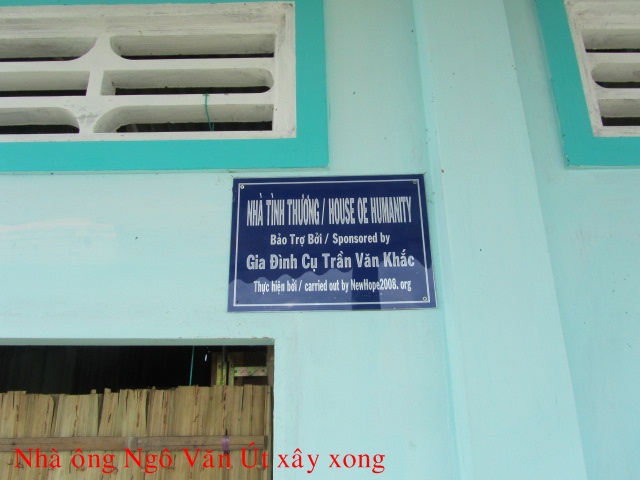 NHÀ TÌNH THƯƠNG / HOUSE OE HUMANITY
Bảo Trợ Bởi / Sponsored by
Gia Đình Cụ Trần Văn Khắc
Thực hiện bởi / carried out by NewHope2008. org
Nhà ông Ngô Văn Út xây xong